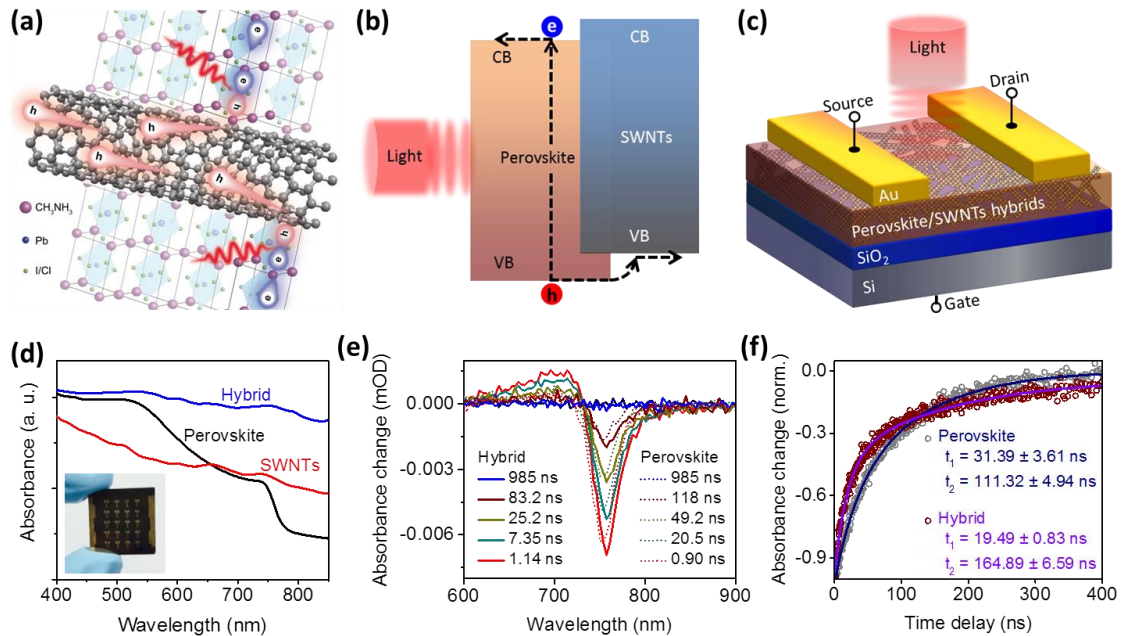 (a)
e
e
h
h
h
h
h
h
e
e
CH₃NH₃
Pb
I/Cl
(b)
e
CB
CB
Light
Perovskite
SWNTs
VB
VB
h
(c)
Light
Drain
Source
Au
Perovskite/SWNTs hybrids
SiO₂
Si
Gate
(d)
Absorbance (a. u.)
Hybrid
Perovskite
SWNTs
400 500 600 700 800
Wavelength (nm)
(e)
Absorbance change (mOD)
0.000
-0.003
-0.006
Hybrid
985 ns
83.2 ns
25.2 ns
7.35 ns
1.14 ns
Perovskite
985 ns
118 ns
49.2 ns
20.5 ns
0.90 ns
600 700 800 900
Wavelength (nm)
(f)
Absorbance change (norm.)
0.0
-0.3
-0.6
-0.9
Perovskite
t₁ = 31.39 ± 3.61 ns
t₂ = 111.32 ± 4.94 ns
Hybrid
t₁ = 19.49 ± 0.83 ns
t₂ = 164.89 ± 6.59 ns
0 100 200 300 400
Time delay (ns)